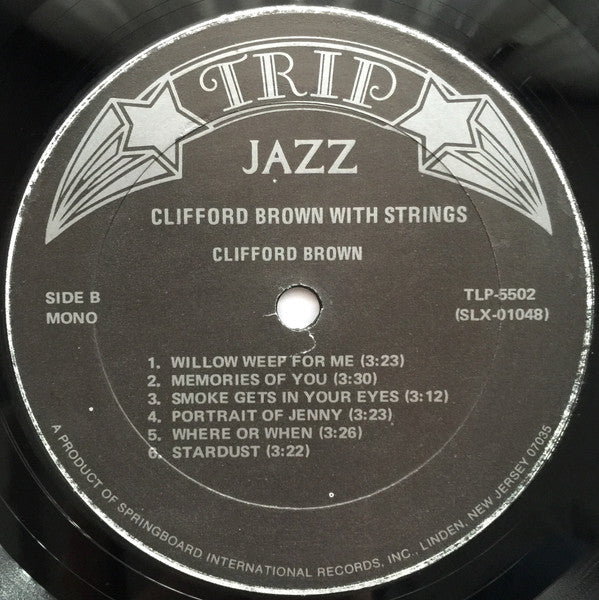 TRIP
JAZZ
CLIFFORD BROWN WITH STRINGS
CLIFFORD BROWN
SIDE B
MONO
TLP-5502
(SLX-01048)
1. WILLOW WEEP FOR ME (3:23)
2. MEMORIES OF YOU (3:30)
3. SMOKE GETS IN YOUR EYES (3:12)
4. PORTRAIT OF JENNY (3:23)
5. WHERE OR WHEN (3:26)
6. STARDUST (3:22)
A PRODUCT OF SPRINGBOARD INTERNATIONAL RECORDS, INC., LINDEN, NEW JERSEY 07035